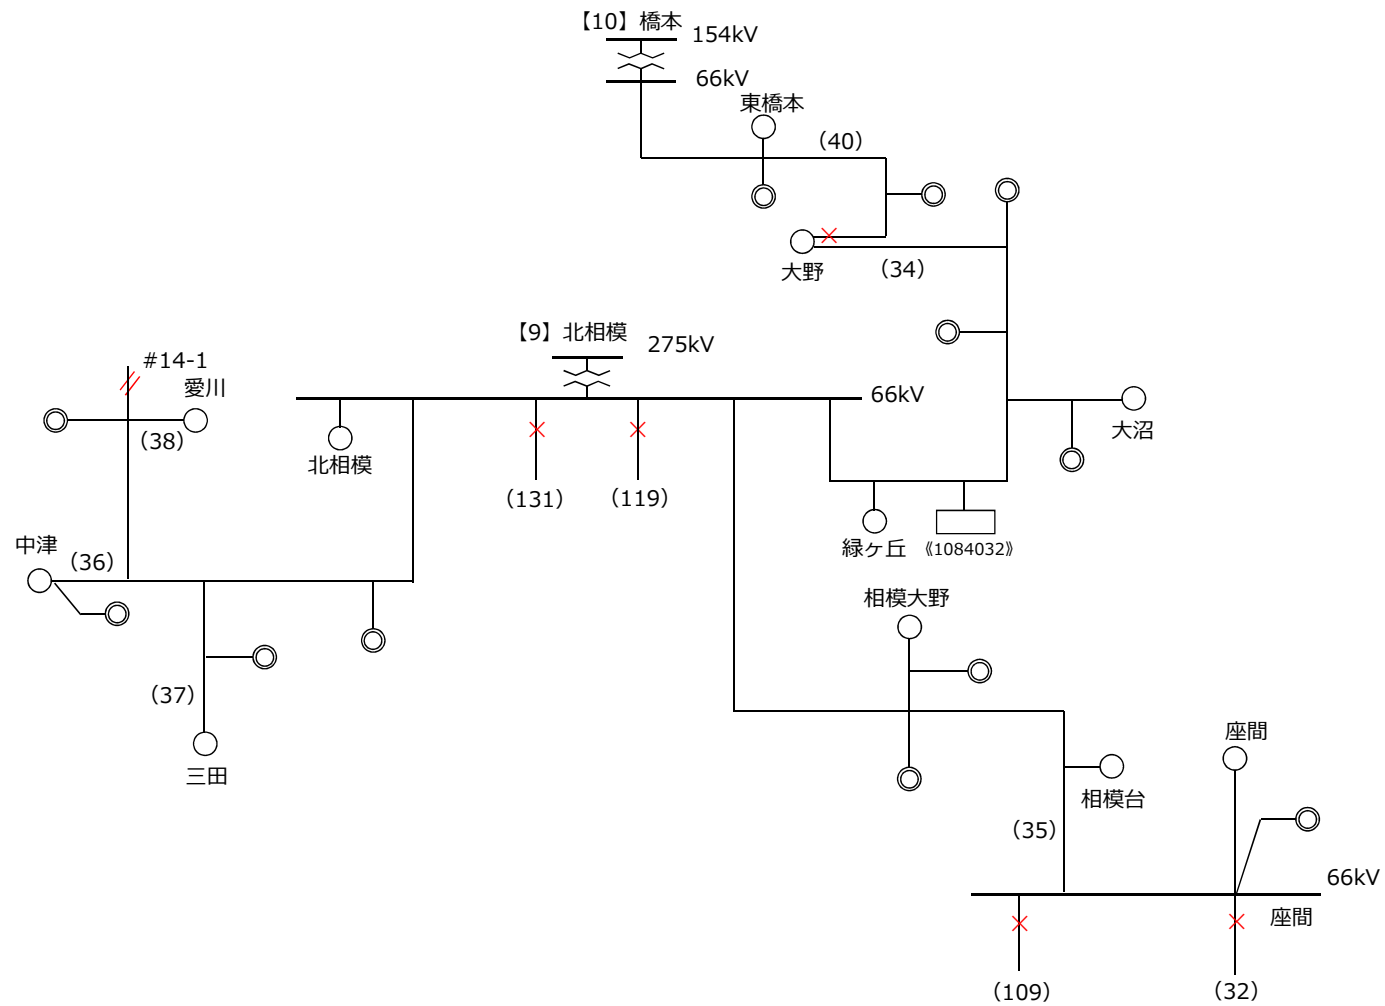 【10】橋本
154kV
66kV
東橋本
（40）
大野
（34）
【9】北相模
275kV
#14-1
愛川
66kV
（38）
大沼
北相模
（131）
（119）
緑ヶ丘
《1084032》
中津
（36）
相模大野
（37）
三田
座間
相模台
（35）
66kV
座間
（109）
（32）